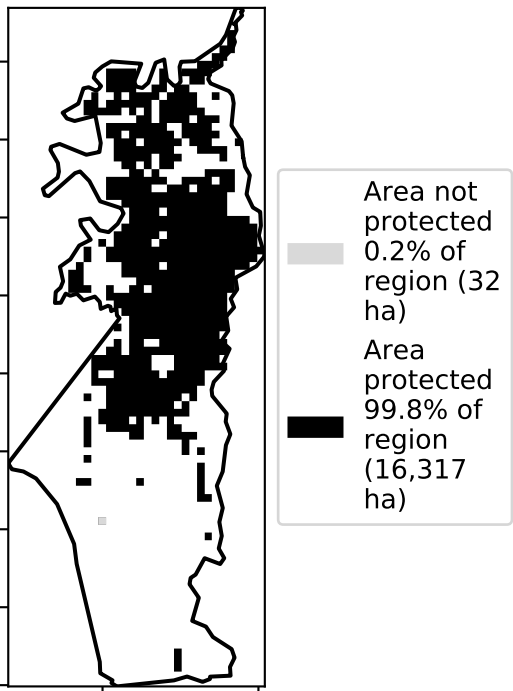 Area not
protected
0.2% of
region (32
ha)
Area
protected
99.8% of
region
(16,317
ha)